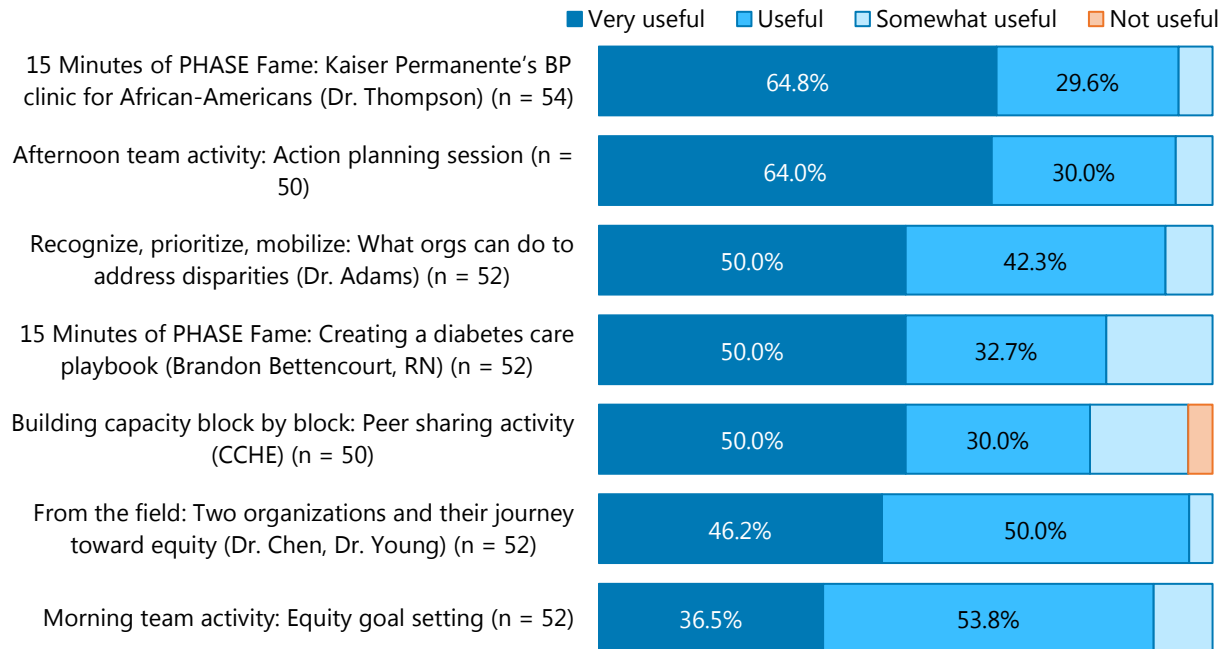 Very useful Useful Somewhat useful Not useful
15 Minutes of PHASE Fame: Kaiser Permanente’s BP
clinic for African-Americans (Dr. Thompson) (n = 54)
64.8% 29.6%
Afternoon team activity: Action planning session (n =
50)
64.0% 30.0%
Recognize, prioritize, mobilize: What orgs can do to
address disparities (Dr. Adams) (n = 52)
50.0% 42.3%
15 Minutes of PHASE Fame: Creating a diabetes care
playbook (Brandon Bettencourt, RN) (n = 52)
50.0% 32.7%
Building capacity block by block: Peer sharing activity
(CCHE) (n = 50)
50.0% 30.0%
From the field: Two organizations and their journey
toward equity (Dr. Chen, Dr. Young) (n = 52)
46.2% 50.0%
Morning team activity: Equity goal setting (n = 52)
36.5% 53.8%